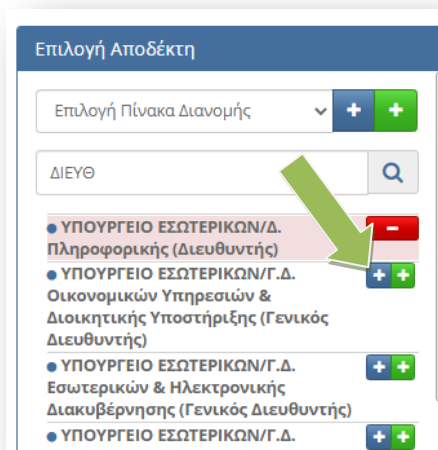 Επιλογή Αποδέκτη
Επιλογή Πίνακα Διανομής
ΔΙΕΥΘ
ΥΠΟΥΡΓΕΙΟ ΕΣΩΤΕΡΙΚΩΝ/Δ.
Πληροφορικής (Διευθυντής)
ΥΠΟΥΡΓΕΙΟ ΕΣΩΤΕΡΙΚΩΝ/Γ.Δ.
Οικονομικών Υπηρεσιών &
Διοικητικής Υποστήριξης (Γενικός
Διευθυντής)
ΥΠΟΥΡΓΕΙΟ ΕΣΩΤΕΡΙΚΩΝ/Γ.Δ.
Εσωτερικών & Ηλεκτρονικής
Διακυβέρνησης (Γενικός Διευθυντής)
ΥΠΟΥΡΓΕΙΟ ΕΣΩΤΕΡΙΚΩΝ/Γ.Δ.